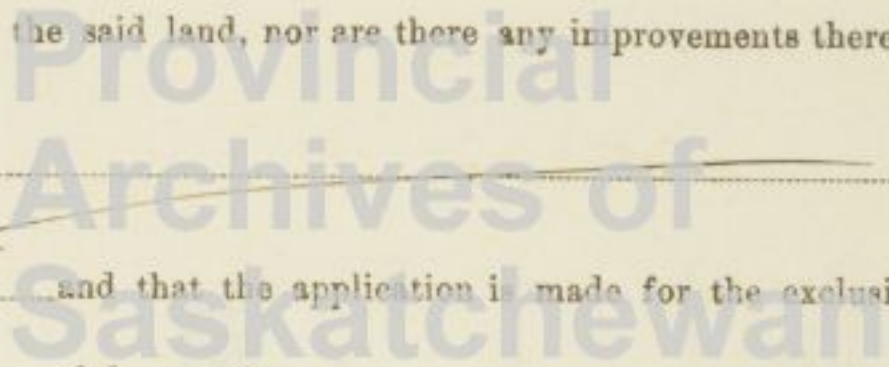 the said land, nor are there any improvements there
Provincial
Archives of
and that the application is made for the exclusi
Saskatchewan